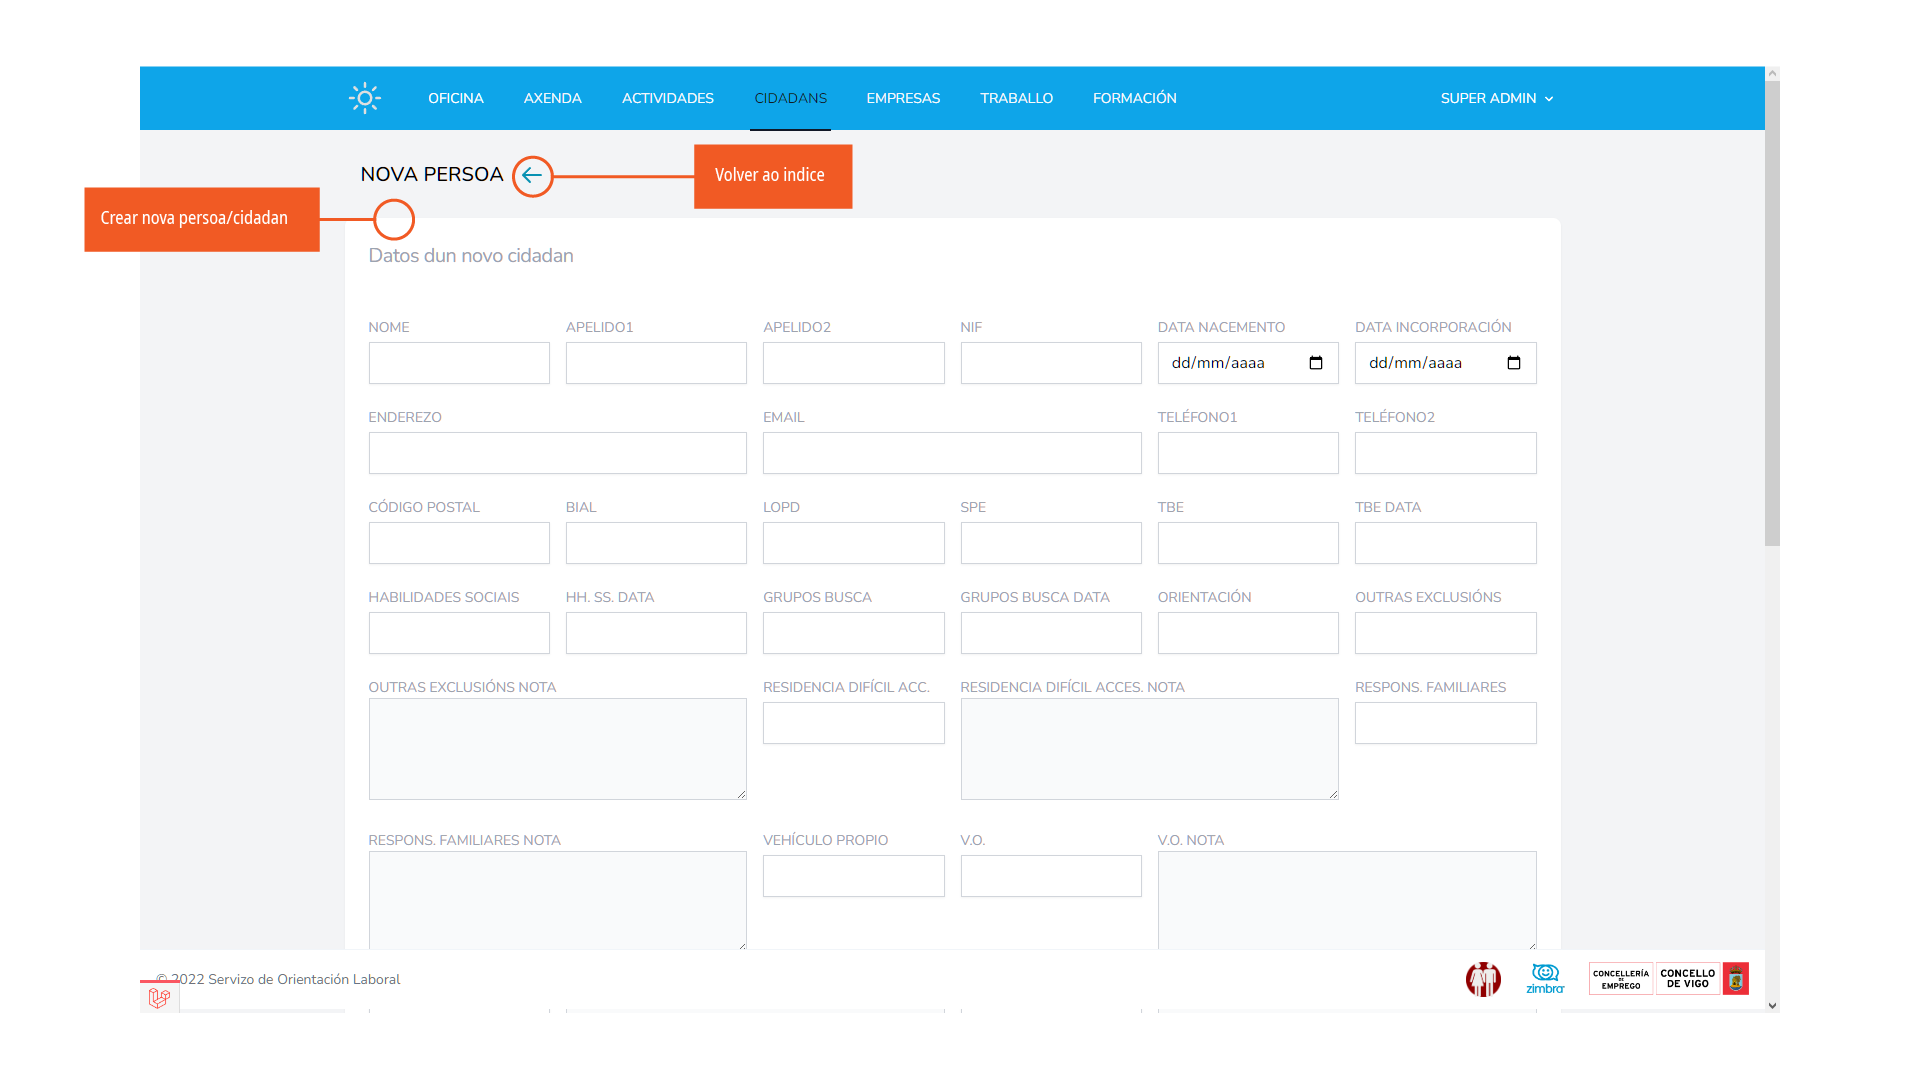 OFICINA AXENDA ACTIVIDADES CIDADANS EMPRESAS TRABALLO FORMACIÓN SUPER ADMIN
NOVA PERSOA
Volver ao indice
Crear nova persoa/cidadan
Datos dun novo cidadan
NOME APELIDO1 APELIDO2 NIF DATA NACEMENTO DATA INCORPORACIÓN
dd/mm/aaaa dd/mm/aaaa
ENDEREZO EMAIL TELÉFONO1 TELÉFONO2
CÓDIGO POSTAL BIAL LOPD SPE TBE TBE DATA
HABILIDADES SOCIAIS HH. SS. DATA GRUPOS BUSCA GRUPOS BUSCA DATA ORIENTACIÓN OUTRAS EXCLUSIÓNS
OUTRAS EXCLUSIÓNS NOTA RESIDENCIA DIFÍCIL ACC. RESIDENCIA DIFÍCIL ACCES. NOTA RESPONS. FAMILIARES
RESPONS. FAMILIARES NOTA VEHÍCULO PROPIO V.O. V.O. NOTA
© 2022 Servizo de Orientación Laboral
zimbra
CONCELLERÍA
DE
EMPREGO
CONCELLO
DE VIGO